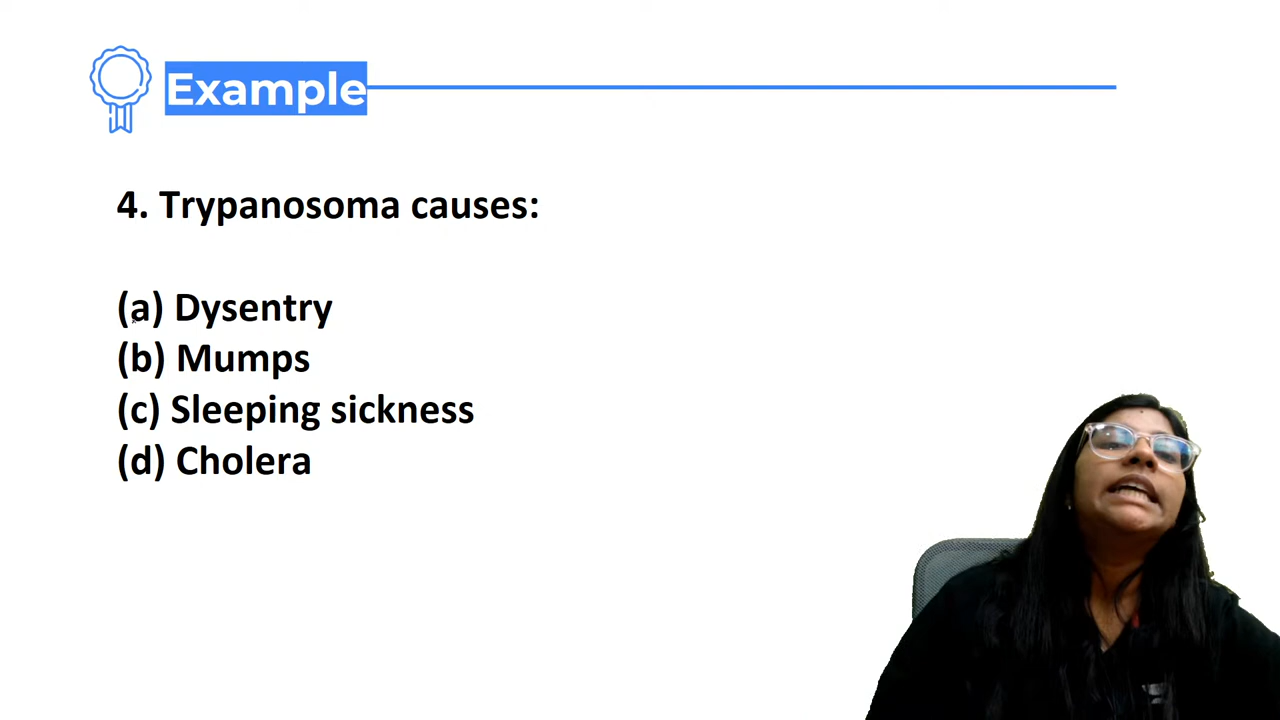 Example
4. Trypanosoma causes:
(a) Dysentry
(b) Mumps
(c) Sleeping sickness
(d) Cholera